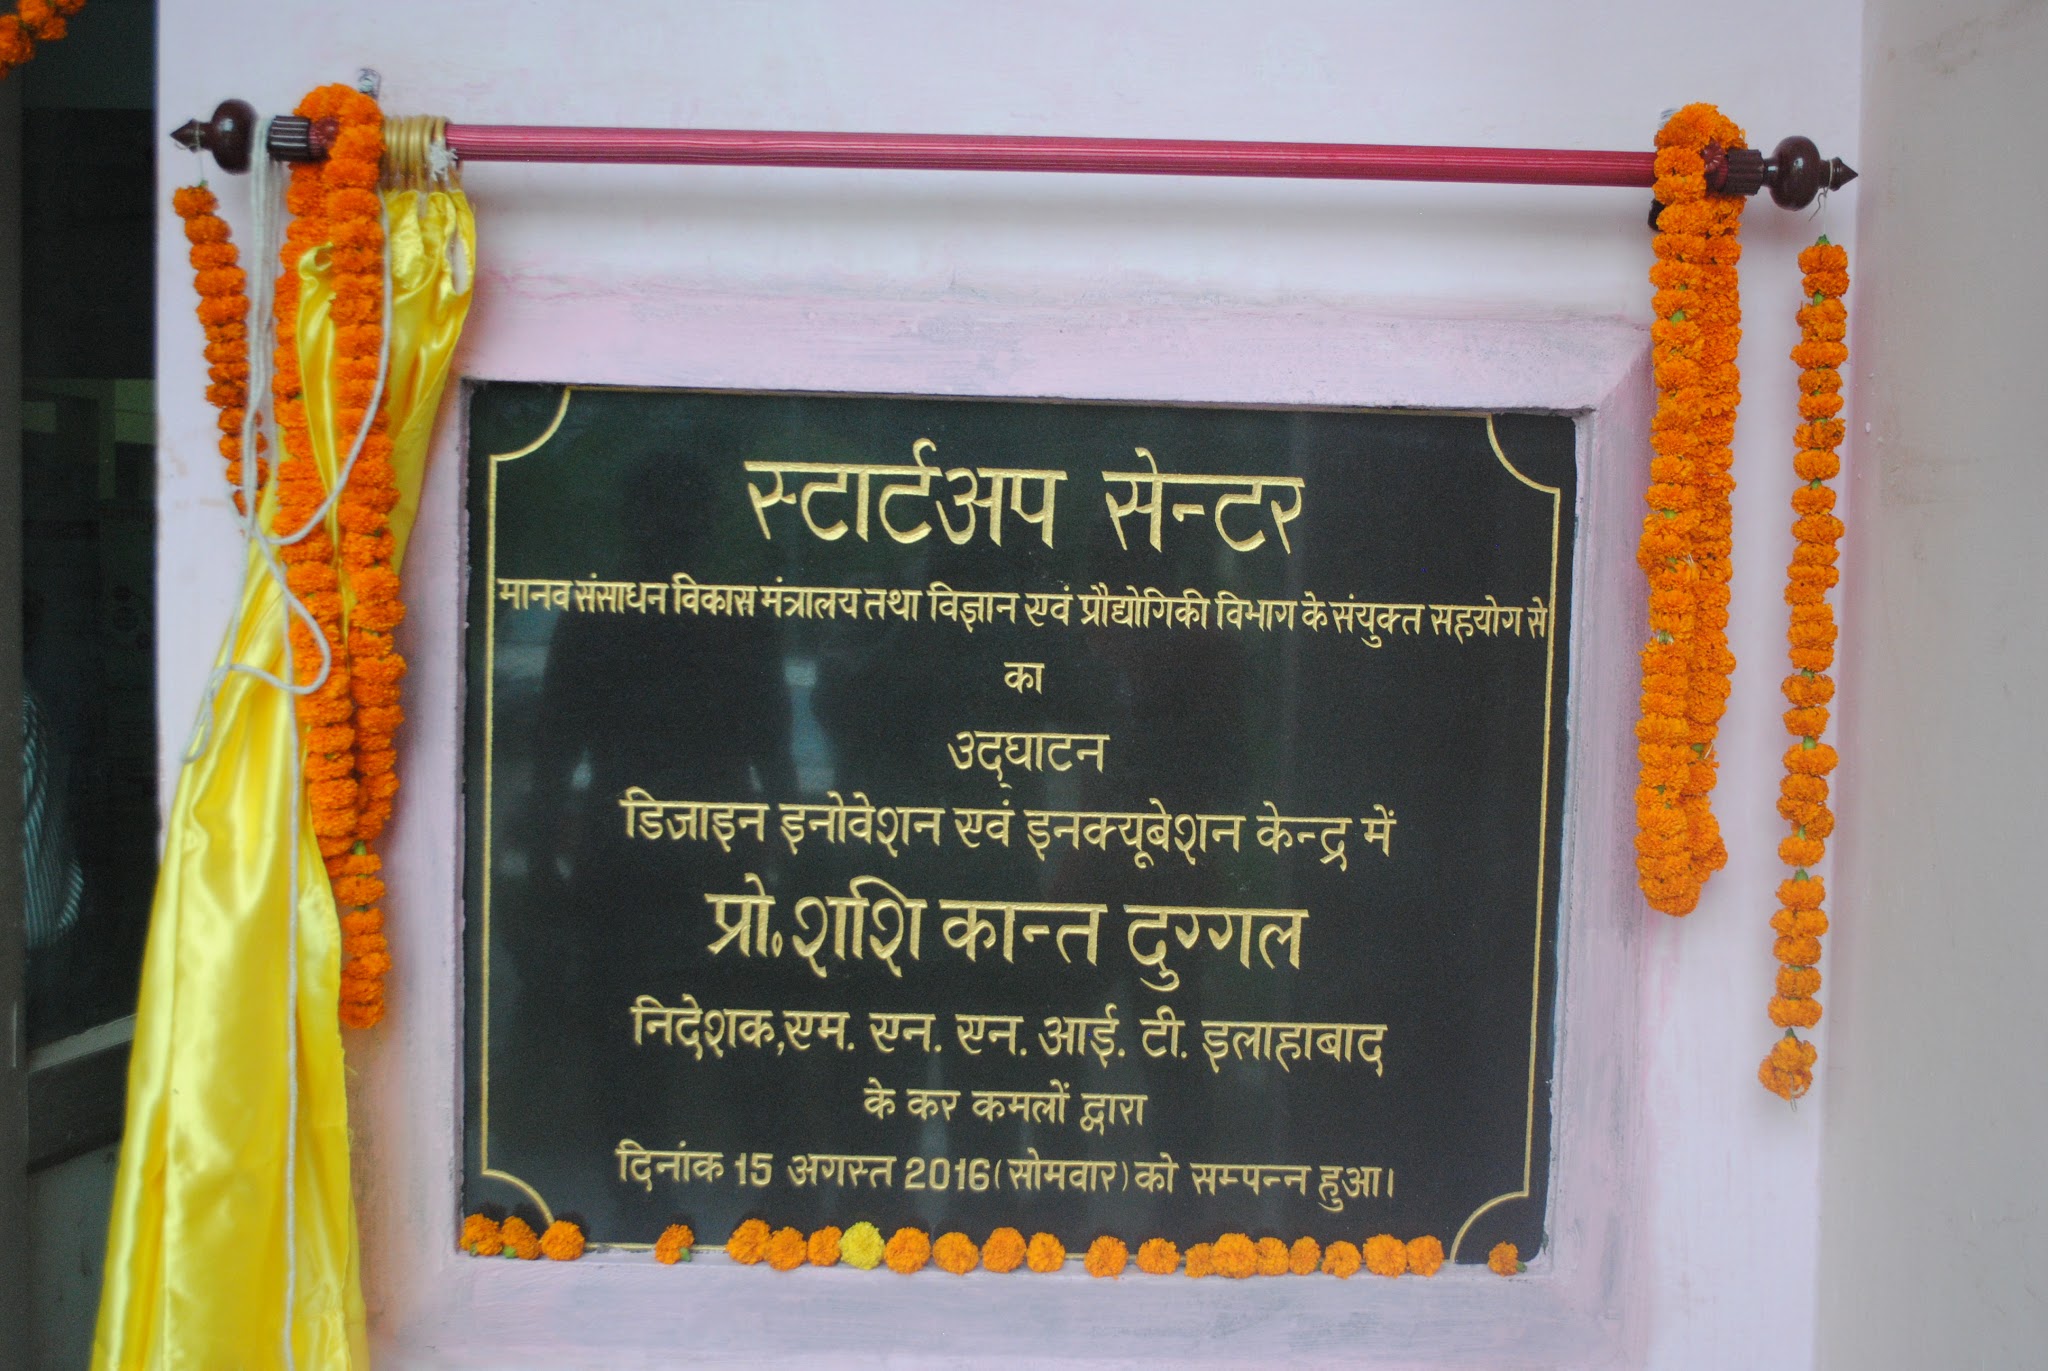 स्टार्टअप सेन्टर
मानव संसाधन विकास मंत्रालय तथा विज्ञान एवं प्रौद्योगिकी विभाग के संयुक्त सहयोग से
का
उद्घाटन
डिजाइन इनोवेशन एवं इनक्यूबेशन केन्द्र में
प्रो. शशि कान्त दुग्गल
निदेशक, एम. एन. एन. आई. टी. इलाहाबाद
के कर कमलों द्वारा
दिनांक 15 अगस्त 2016 (सोमवार) को सम्पन्न हुआ।